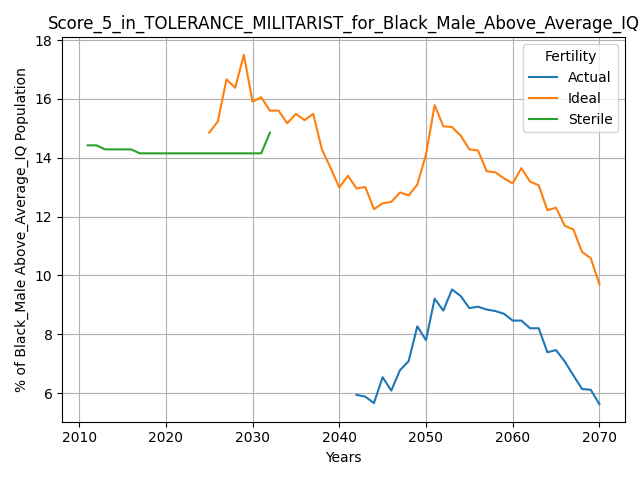 Score_5_in_TOLERANCE_MILITARIST_for_Black_Male_Above_Average_IQ
% of Black_Male Above_Average_IQ Population
18
16
14
12
10
8
6
Fertility
Actual
Ideal
Sterile
2010 2020 2030 2040 2050 2060 2070
Years